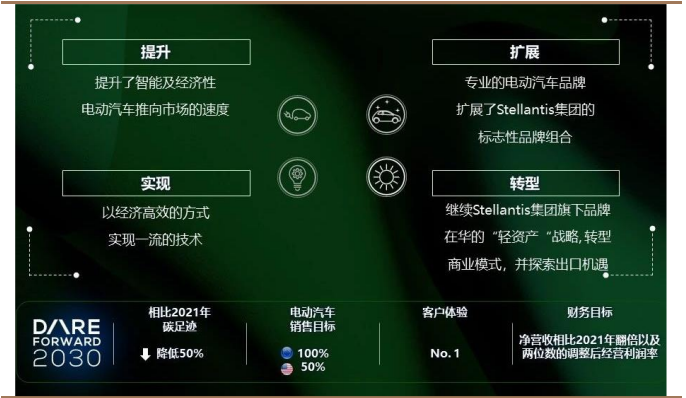 提升
提升了智能及经济性
电动汽车推向市场的速度
扩展
专业的电动汽车品牌
扩展了Stellantis集团的
标志性品牌组合
实现
以经济高效的方式
实现一流的技术
转型
继续Stellantis集团旗下品牌
在华的“轻资产“战略, 转型
商业模式，并探索出口机遇
DARE
FORWARD
2030
相比2021年
碳足迹
降低50%
电动汽车
销售目标
100%
50%
客户体验
No. 1
财务目标
净营收相比2021年翻倍以及
两位数的调整后经营利润率